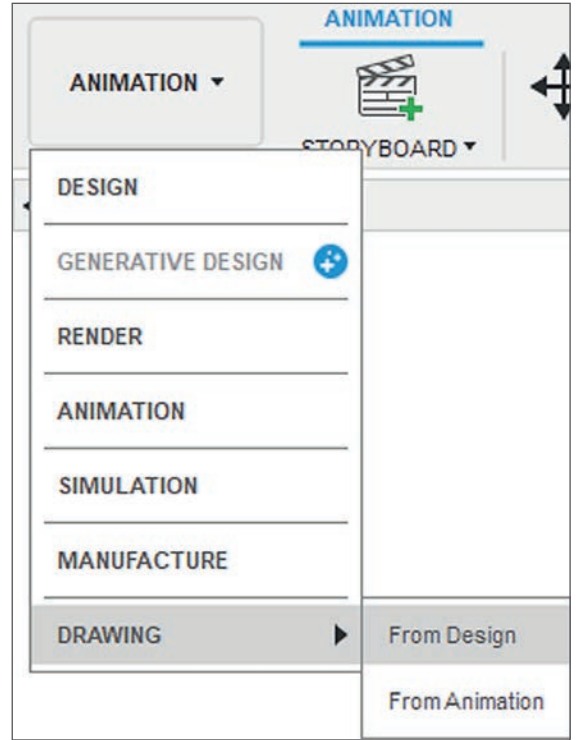 ANIMATION
ANIMATION
STORYBOARD
DESIGN
GENERATIVE DESIGN
RENDER
ANIMATION
SIMULATION
MANUFACTURE
DRAWING
From Design
From Animation